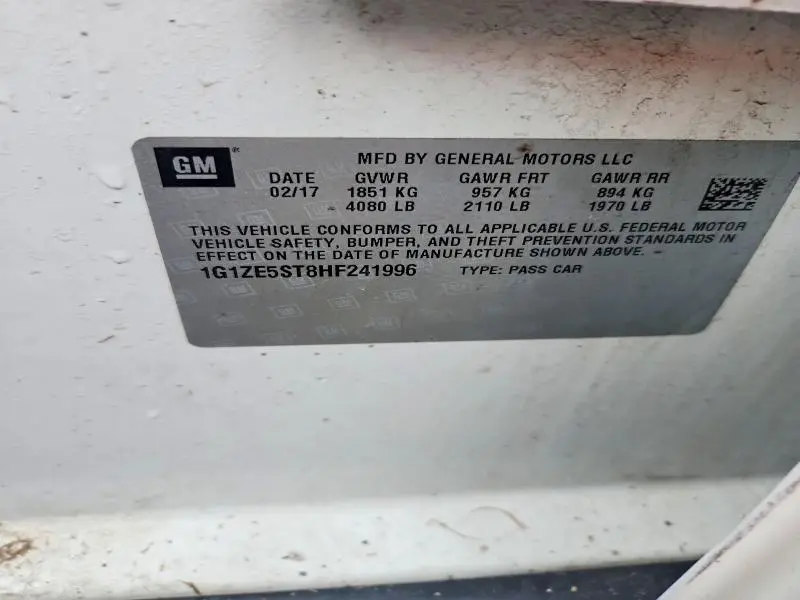 GM®
MFD BY GENERAL MOTORS LLC
DATE GVWR GAWR FRT GAWR RR
02/17 1851 KG 957 KG 894 KG
4080 LB 2110 LB 1970 LB
THIS VEHICLE CONFORMS TO ALL APPLICABLE U.S. FEDERAL MOTOR
VEHICLE SAFETY, BUMPER, AND THEFT PREVENTION STANDARDS IN
EFFECT ON THE DATE OF MANUFACTURE SHOWN ABOVE.
1G1ZE5ST8HF241996 TYPE: PASS CAR